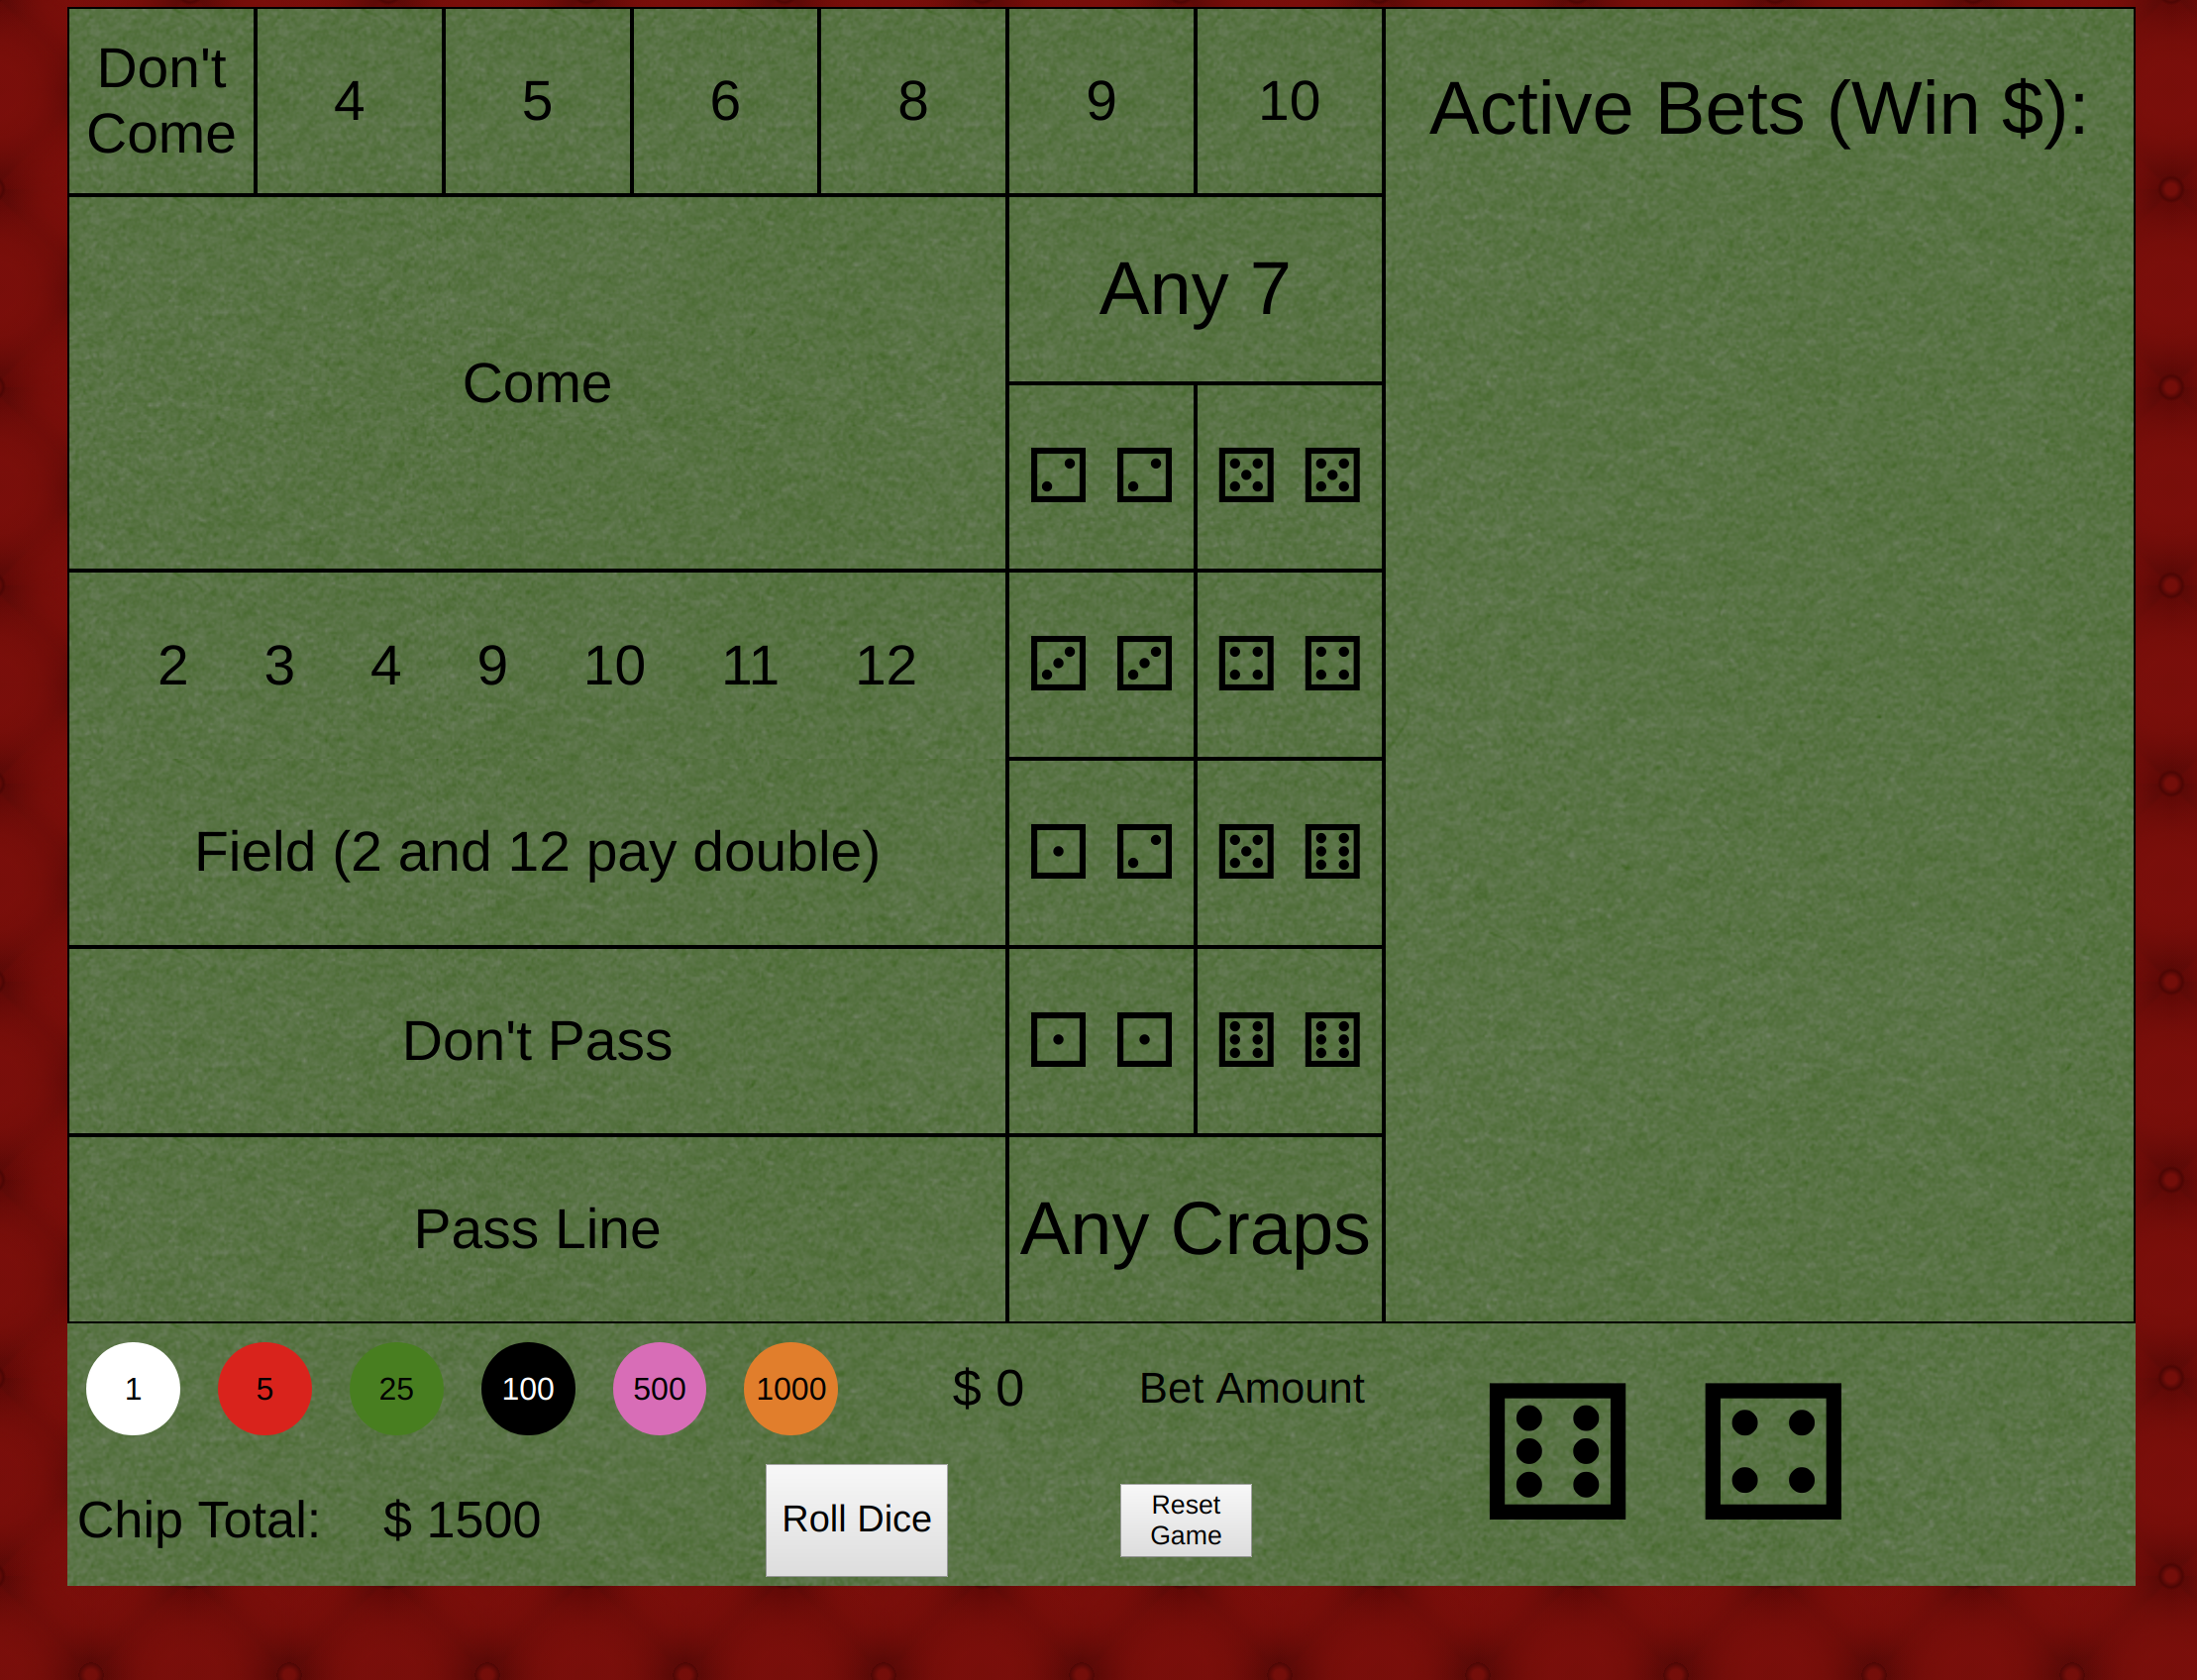 Don't
Come
4 5 6 8 9 10
Active Bets (Win $):
Come
Any 7
2 3 4 9 10 11 12
Field (2 and 12 pay double)
Don't Pass
Pass Line
Any Craps
1 5 25 100 500 1000
$ 0
Bet Amount
Chip Total: $ 1500
Roll Dice
Reset
Game